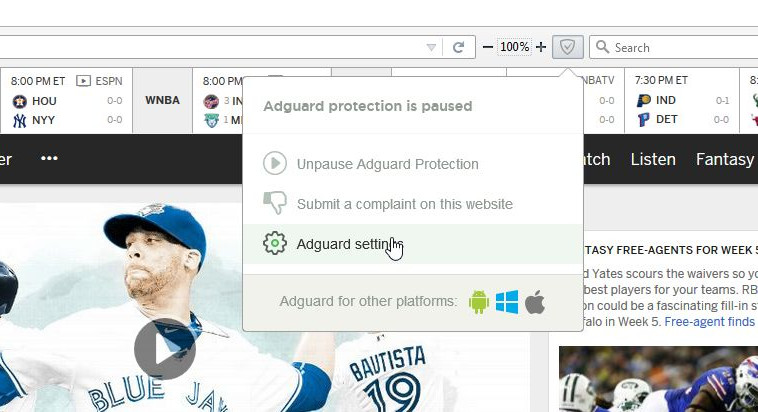 100%
Search
8:00 PM ET ESPN
HOU 0-0
NYY 0-0
WNBA
8:00 P
3 IN
1 M
NBATV
0-0
0-0
7:30 PM ET
IND 0-1
DET 0-0
8:
er ••• atch Listen Fantasy
Adguard protection is paused
Unpause Adguard Protection
Submit a complaint on this website
Adguard settings
Adguard for other platforms:
TASY FREE-AGENTS FOR WEEK 5
d Yates scours the waivers so yo
best players for your teams. RB
on could be a fascinating fill-in s
falo in Week 5. Free-agent finds
BLUE JAY
BAUTISTA
19